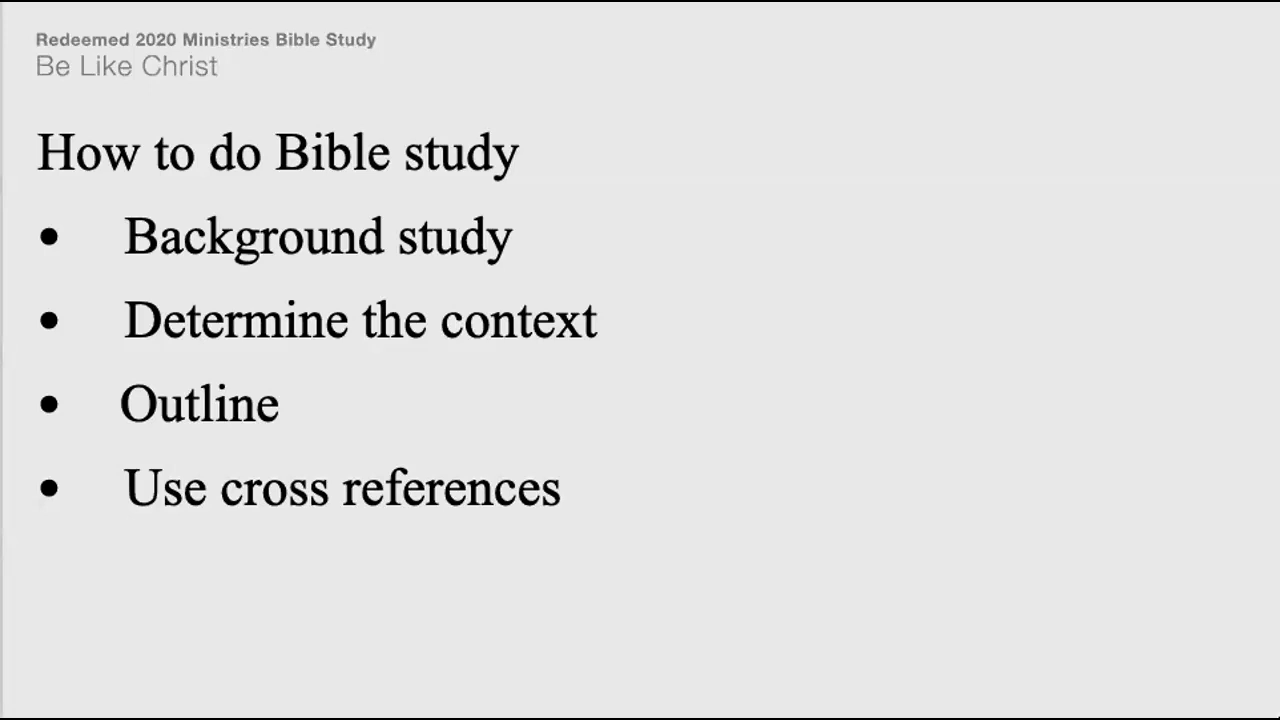 Redeemed 2020 Ministries Bible Study
Be Like Christ
How to do Bible study
• Background study
• Determine the context
• Outline
• Use cross references